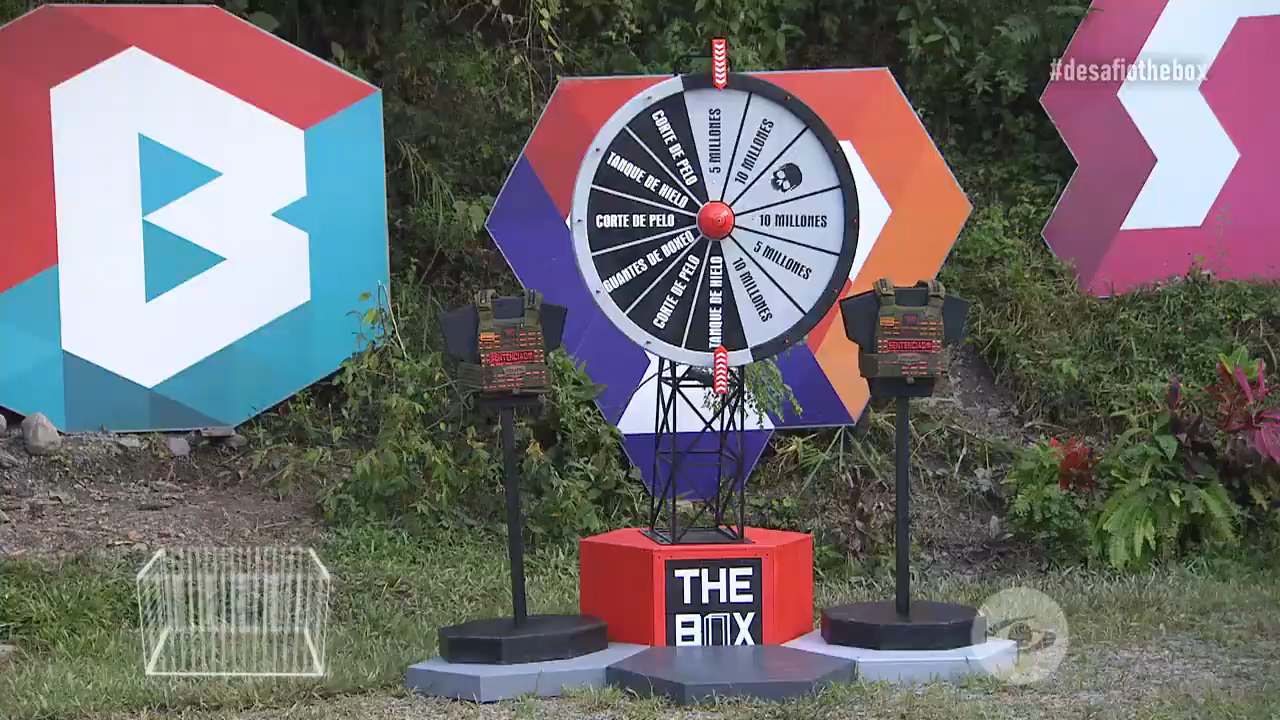 #desafiothebox
5 MILLONES
10 MILLONES
10 MILLONES
5 MILLONES
10 MILLONES
TANQUE DE HIELO
CORTE DE PELO
GUANTES DE BOXEO
CORTE DE PELO
TANQUE DE HIELO
CORTE DE PELO
B
SENTENCIADO
SENTENCIADO
THE
BOX